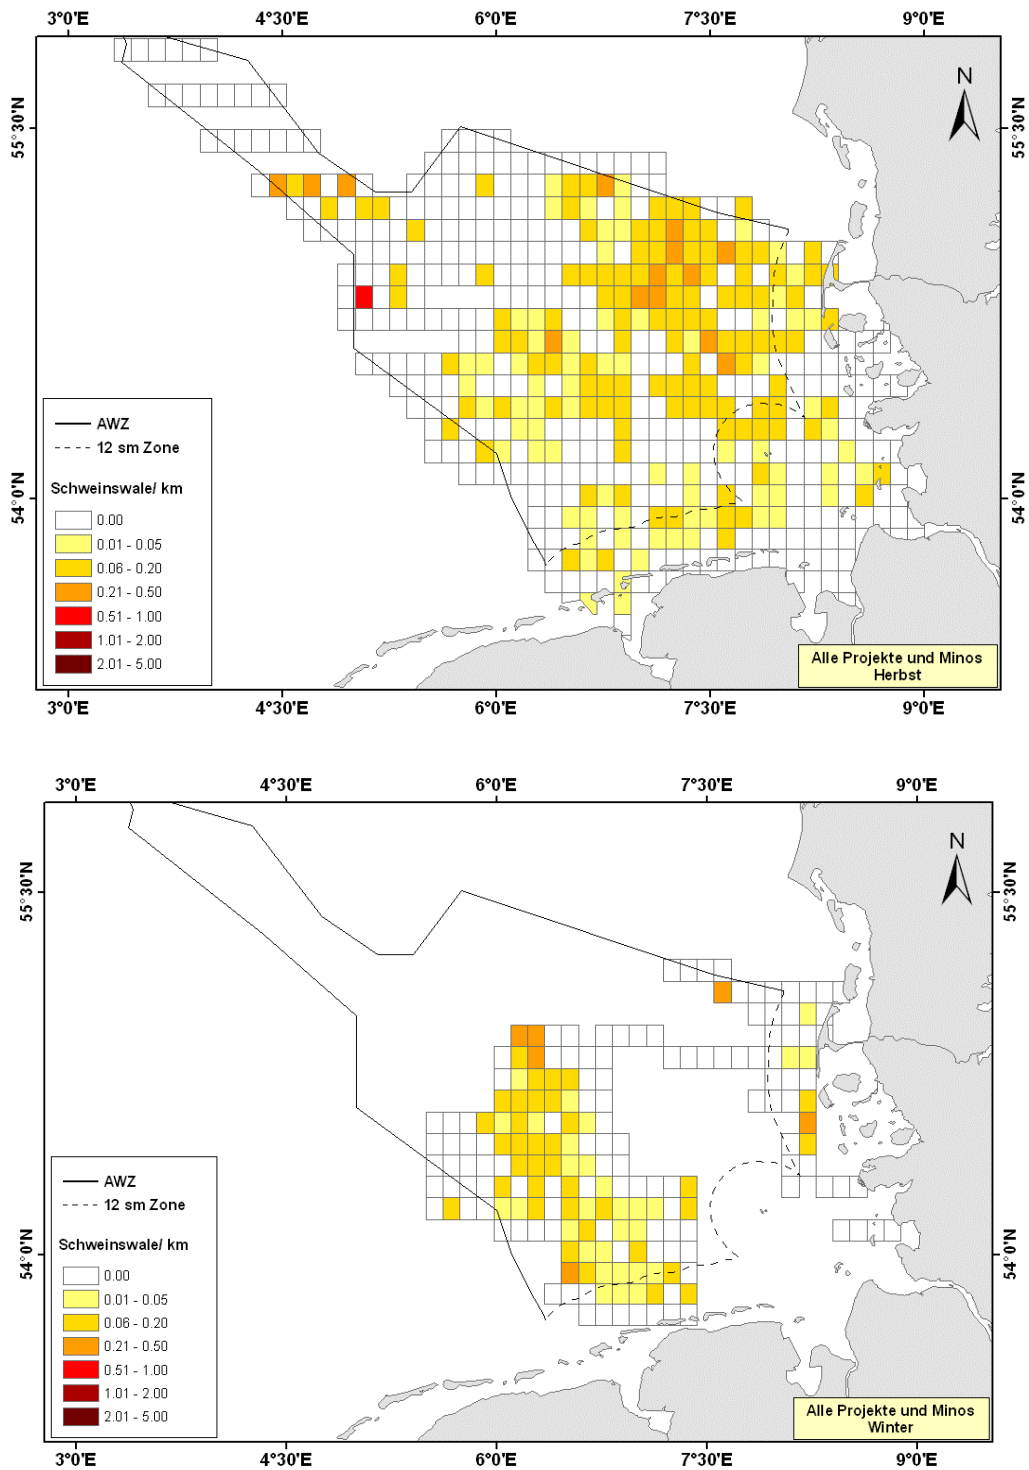 3°0'E 4°30'E 6°0'E 7°30'E 9°0'E
N
55°30'N 55°30'N
AWZ
12 sm Zone
Schweinswale/ km
0.00
0.01 - 0.05
0.06 - 0.20
0.21 - 0.50
0.51 - 1.00
1.01 - 2.00
2.01 - 5.00
54°0'N 54°0'N
Alle Projekte und Minos
Herbst
3°0'E 4°30'E 6°0'E 7°30'E 9°0'E
3°0'E 4°30'E 6°0'E 7°30'E 9°0'E
N
55°30'N 55°30'N
AWZ
12 sm Zone
Schweinswale/ km
0.00
0.01 - 0.05
0.06 - 0.20
0.21 - 0.50
0.51 - 1.00
1.01 - 2.00
2.01 - 5.00
54°0'N 54°0'N
Alle Projekte und Minos
Winter
3°0'E 4°30'E 6°0'E 7°30'E 9°0'E